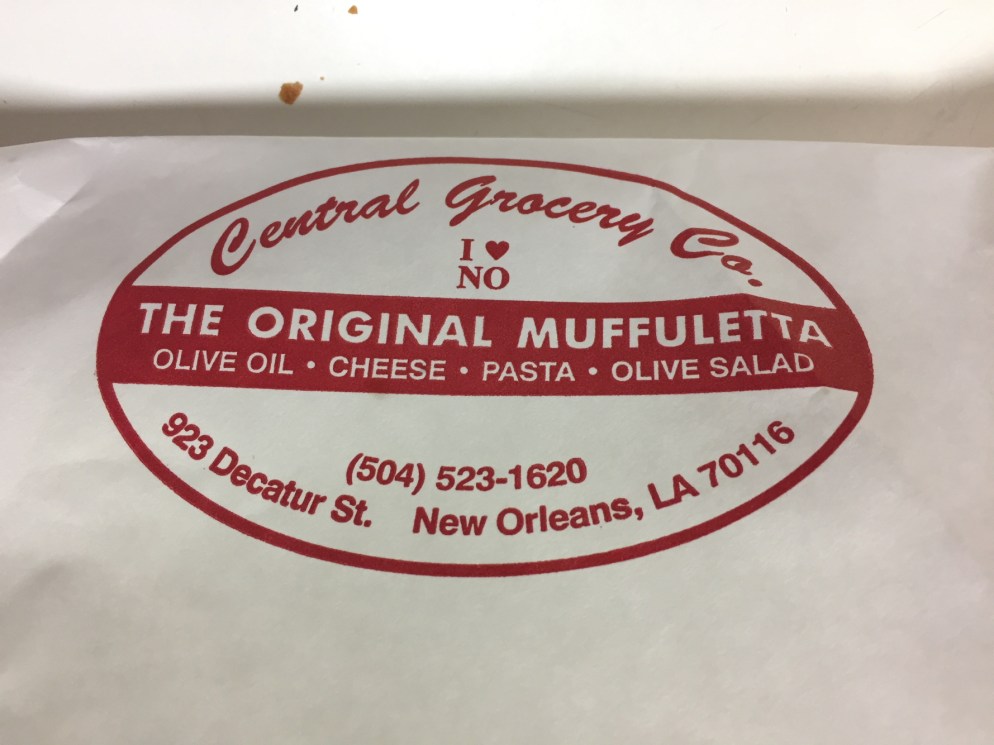 Central Grocery Co.
I ♥
NO
THE ORIGINAL MUFFULETTA
OLIVE OIL • CHEESE • PASTA • OLIVE SALAD
(504) 523-1620
923 Decatur St. New Orleans, LA 70116